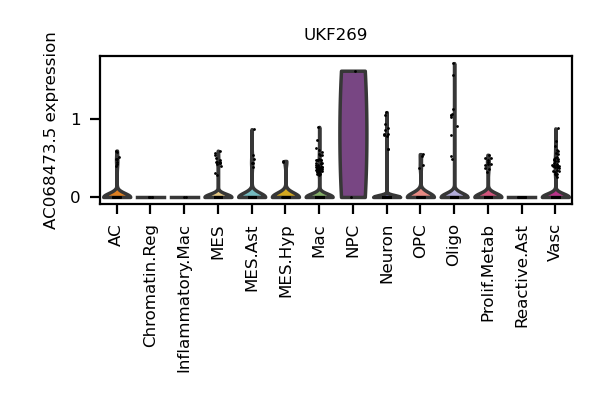 UKF269
AC068473.5 expression
1
0
AC
Chromatin.Reg
Inflammatory.Mac
MES
MES.Ast
MES.Hyp
Mac
NPC
Neuron
OPC
Oligo
Prolif.Metab
Reactive.Ast
Vasc